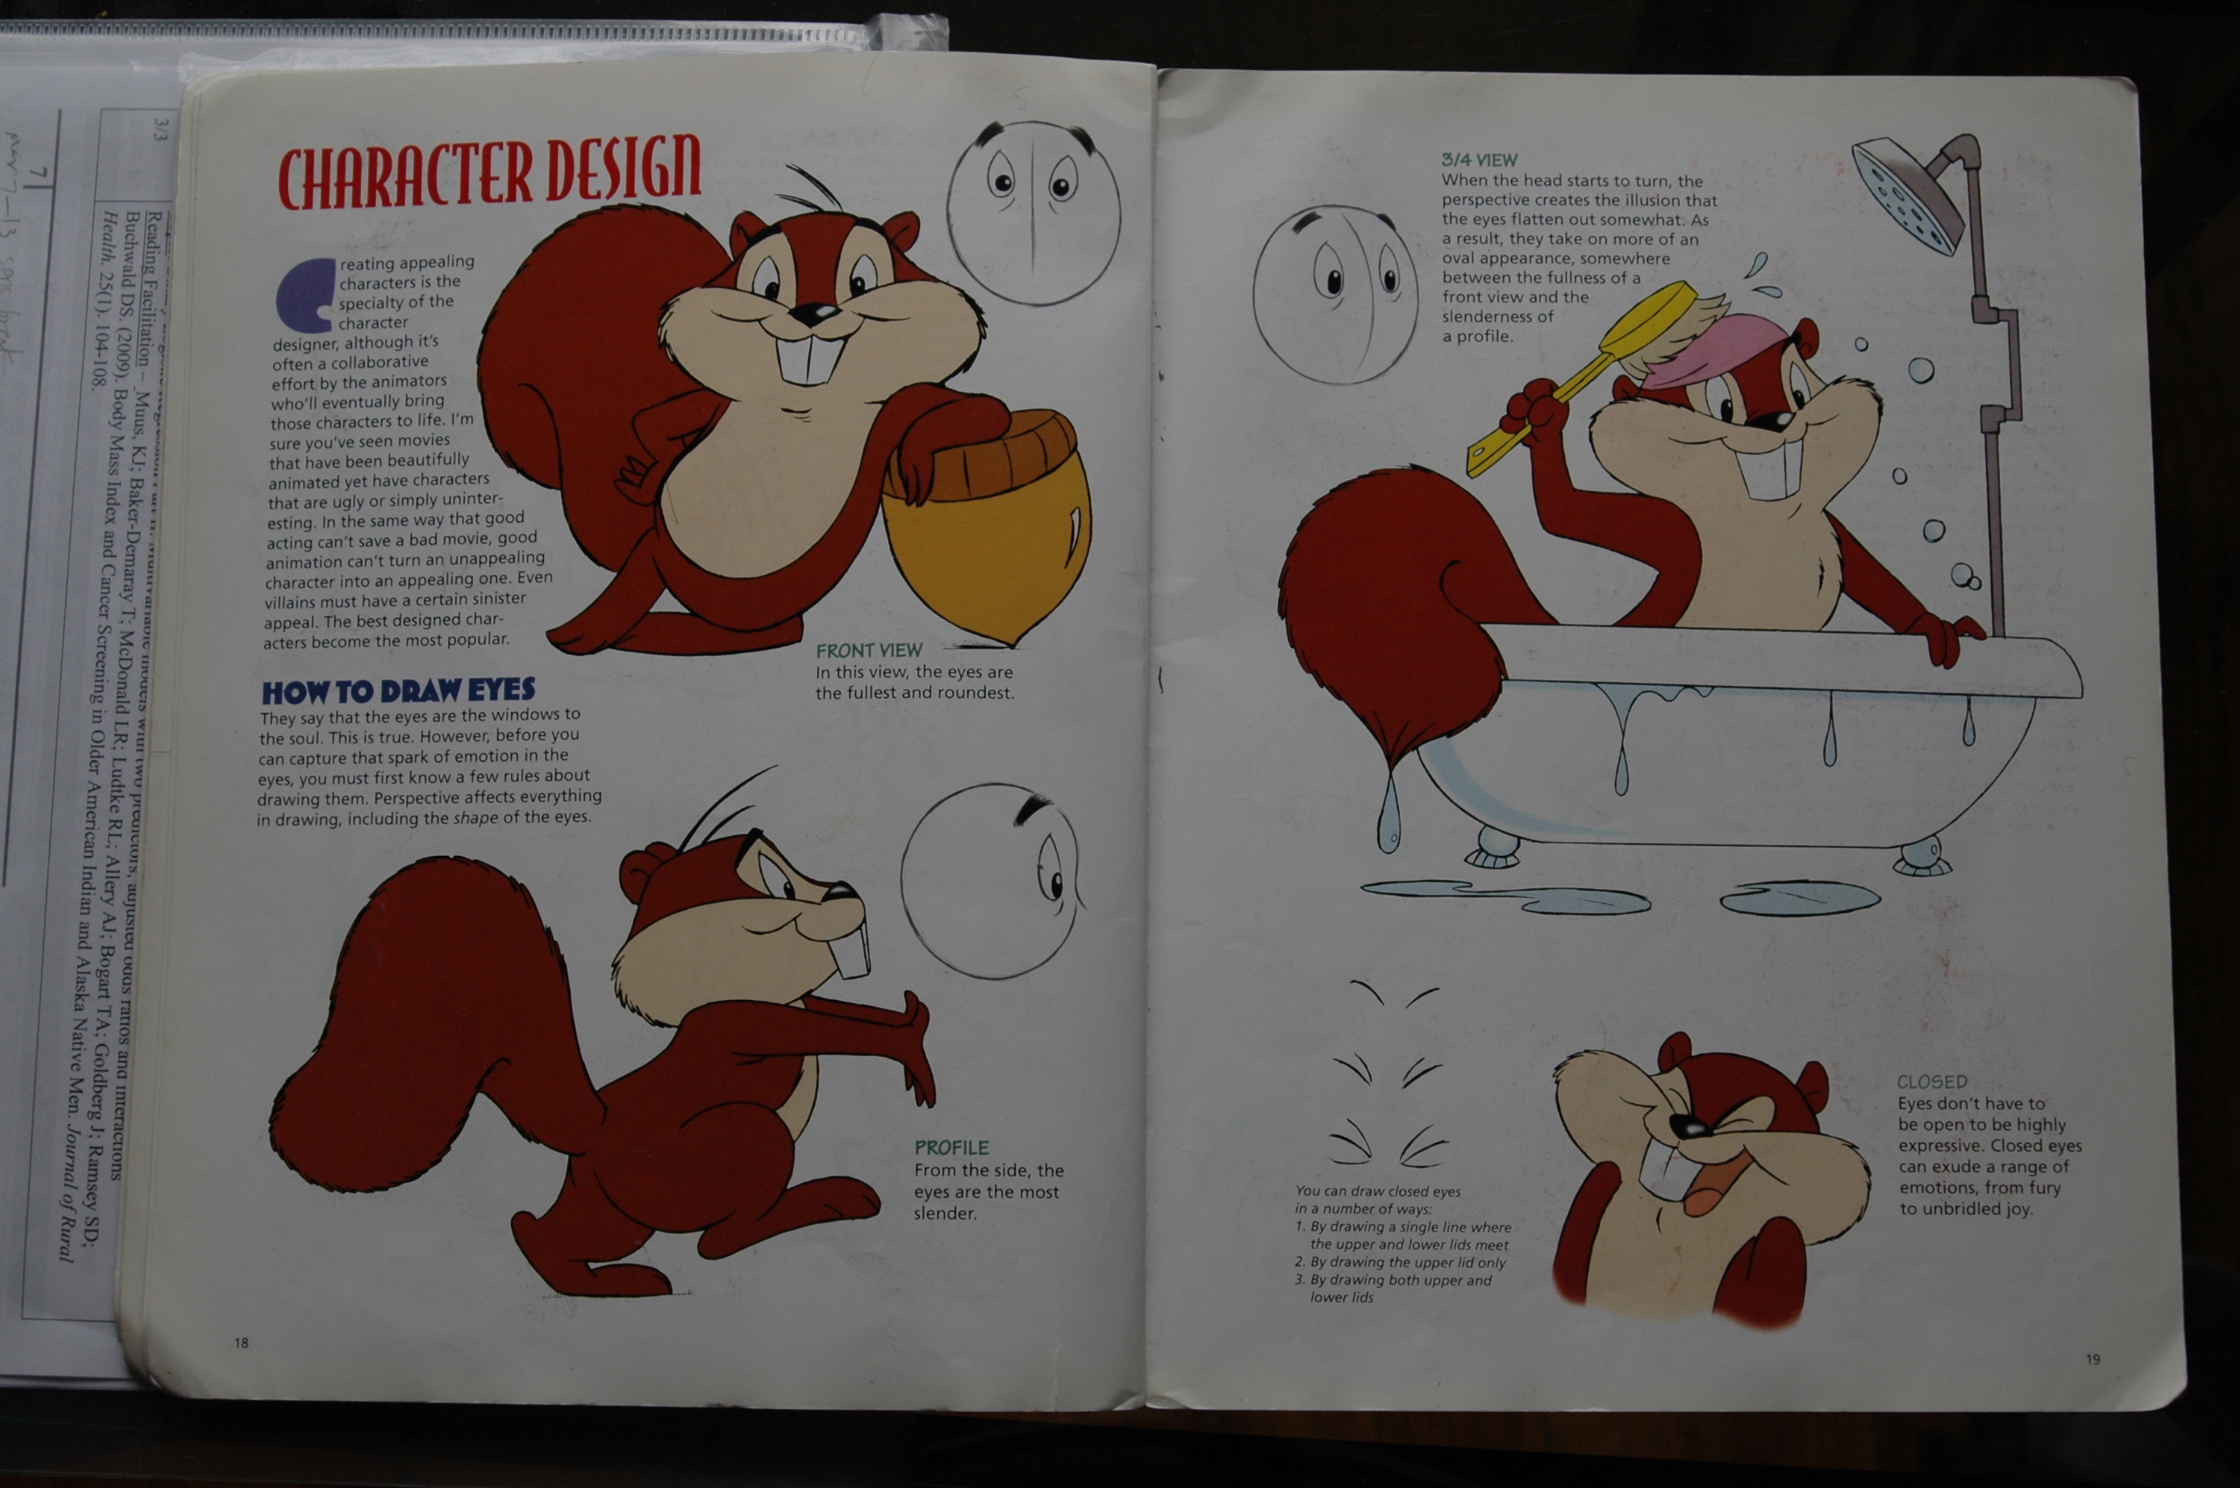 CHARACTER DESIGN
Creating appealing
characters is the
specialty of the
character
designer, although it's
often a collaborative
effort by the animators
who'll eventually bring
those characters to life. I'm
sure you've seen movies
that have been beautifully
animated yet have characters
that are ugly or simply uninter-
esting. In the same way that good
acting can't save a bad movie, good
animation can't turn an unappealing
character into an appealing one. Even
villains must have a certain sinister
appeal. The best designed char-
acters become the most popular.
HOW TO DRAW EYES
They say that the eyes are the windows to
the soul. This is true. However, before you
can capture that spark of emotion in the
eyes, you must first know a few rules about
drawing them. Perspective affects everything
in drawing, including the shape of the eyes.
FRONT VIEW
In this view, the eyes are
the fullest and roundest.
PROFILE
From the side, the
eyes are the most
slender.
18
3/4 VIEW
When the head starts to turn, the
perspective creates the illusion that
the eyes flatten out somewhat. As
a result, they take on more of an
oval appearance, somewhere
between the fullness of a
front view and the
slenderness of
a profile.
You can draw closed eyes
in a number of ways:
1. By drawing a single line where
the upper and lower lids meet
2. By drawing the upper lid only
3. By drawing both upper and
lower lids
CLOSED
Eyes don't have to
be open to be highly
expressive. Closed eyes
can exude a range of
emotions, from fury
to unbridled joy.
19
3/3
models with two predictors, adjusted odds ratios and interactions
Reading Facilitation – Muus, KJ; Baker-Demaray T; McDonald LR; Ludtke RL; Allery AJ; Bogart TA; Goldberg J; Ramsey SD;
Buchwald DS. (2009). Body Mass Index and Cancer Screening in Older American Indian and Alaska Native Men. Journal of Rural
Health. 25(1). 104-108.
7
mar 7-13 spring break